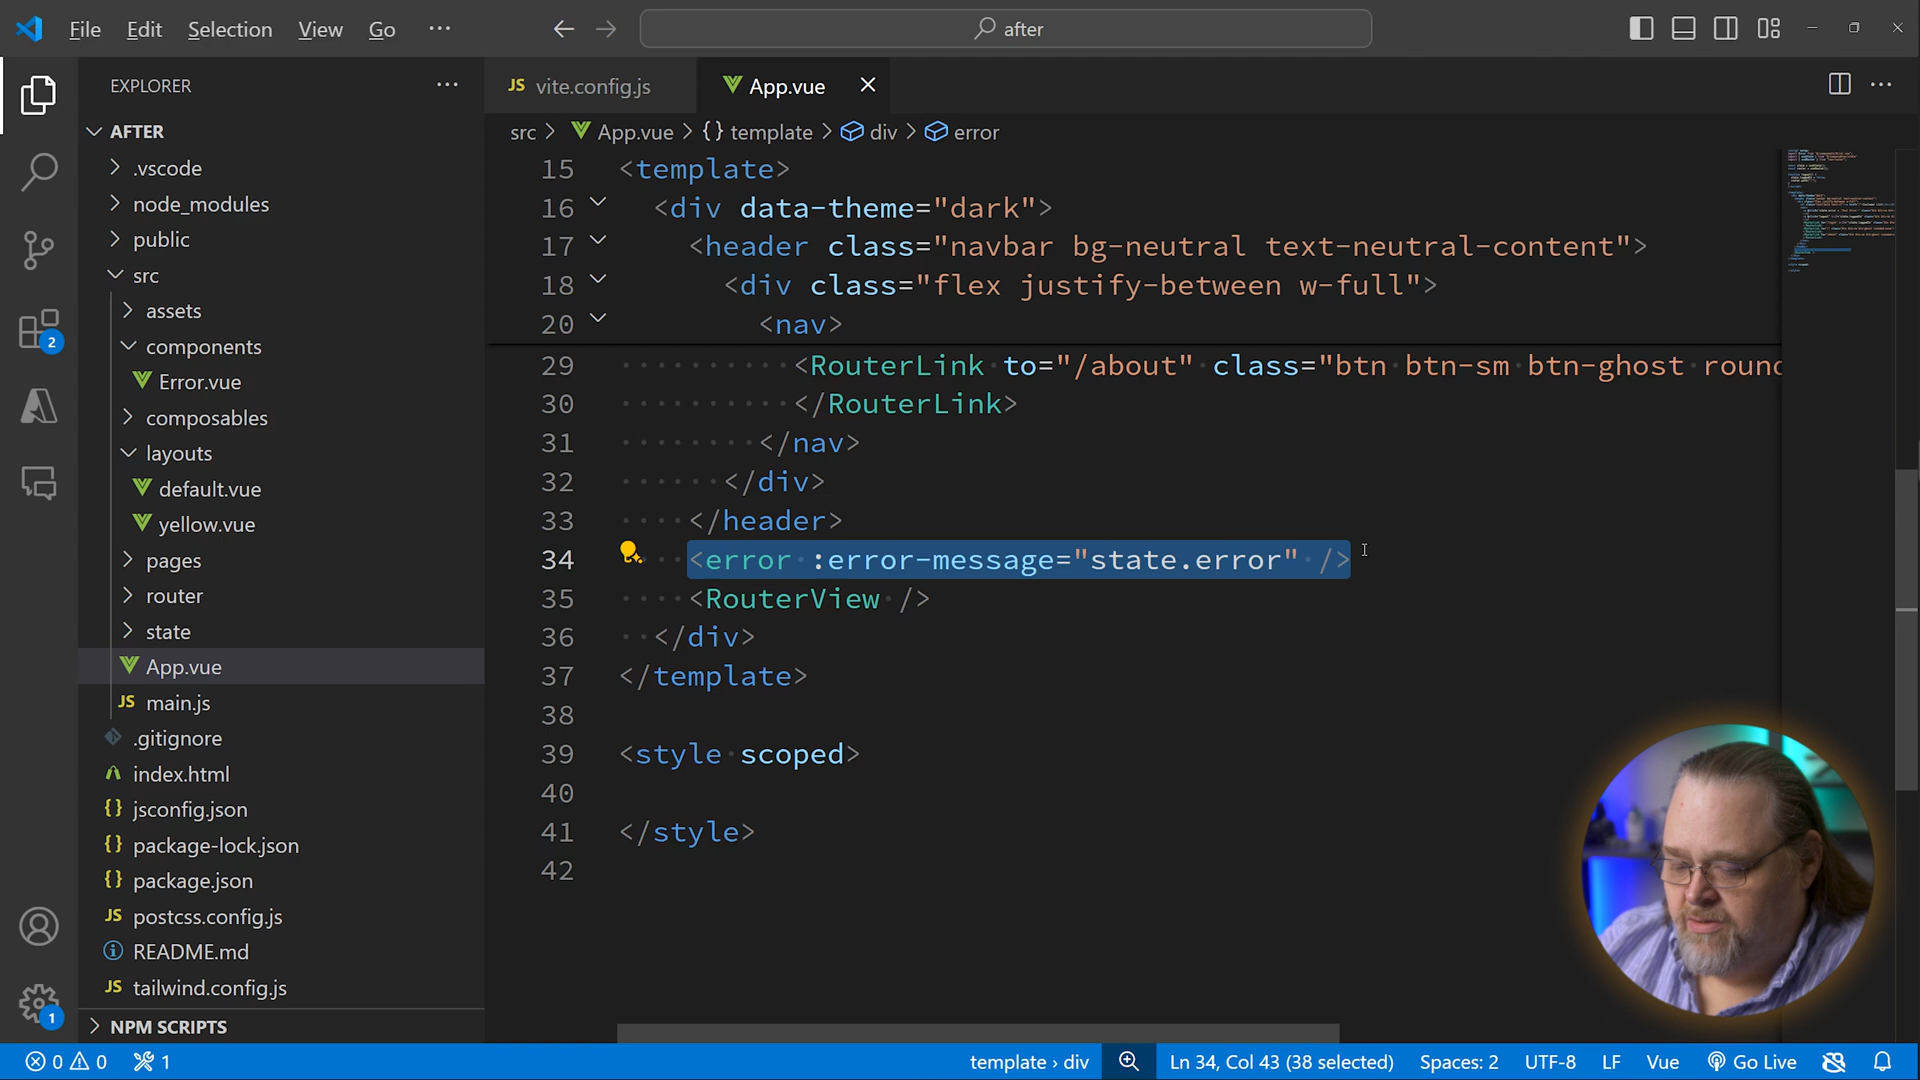 File Edit Selection View Go ··· after
EXPLORER ···
AFTER
.vscode
node_modules
public
src
assets
components
Error.vue
composables
layouts
default.vue
yellow.vue
pages
router
state
App.vue
main.js
.gitignore
index.html
jsconfig.json
package-lock.json
package.json
postcss.config.js
README.md
tailwind.config.js
NPM SCRIPTS
2
1
JS vite.config.js App.vue
src > App.vue > {} template > div > error
15 <template>
16 <div data-theme="dark">
17 <header class="navbar bg-neutral text-neutral-content">
18 <div class="flex justify-between w-full">
20 <nav>
29 <RouterLink to="/about" class="btn btn-sm btn-ghost round
30 </RouterLink>
31 </nav>
32 </div>
33 </header>
34 <error :error-message="state.error" />
35 <RouterView />
36 </div>
37 </template>
38
39 <style scoped>
40
41 </style>
42
0 0 1 template > div Ln 34, Col 43 (38 selected) Spaces: 2 UTF-8 LF Vue Go Live